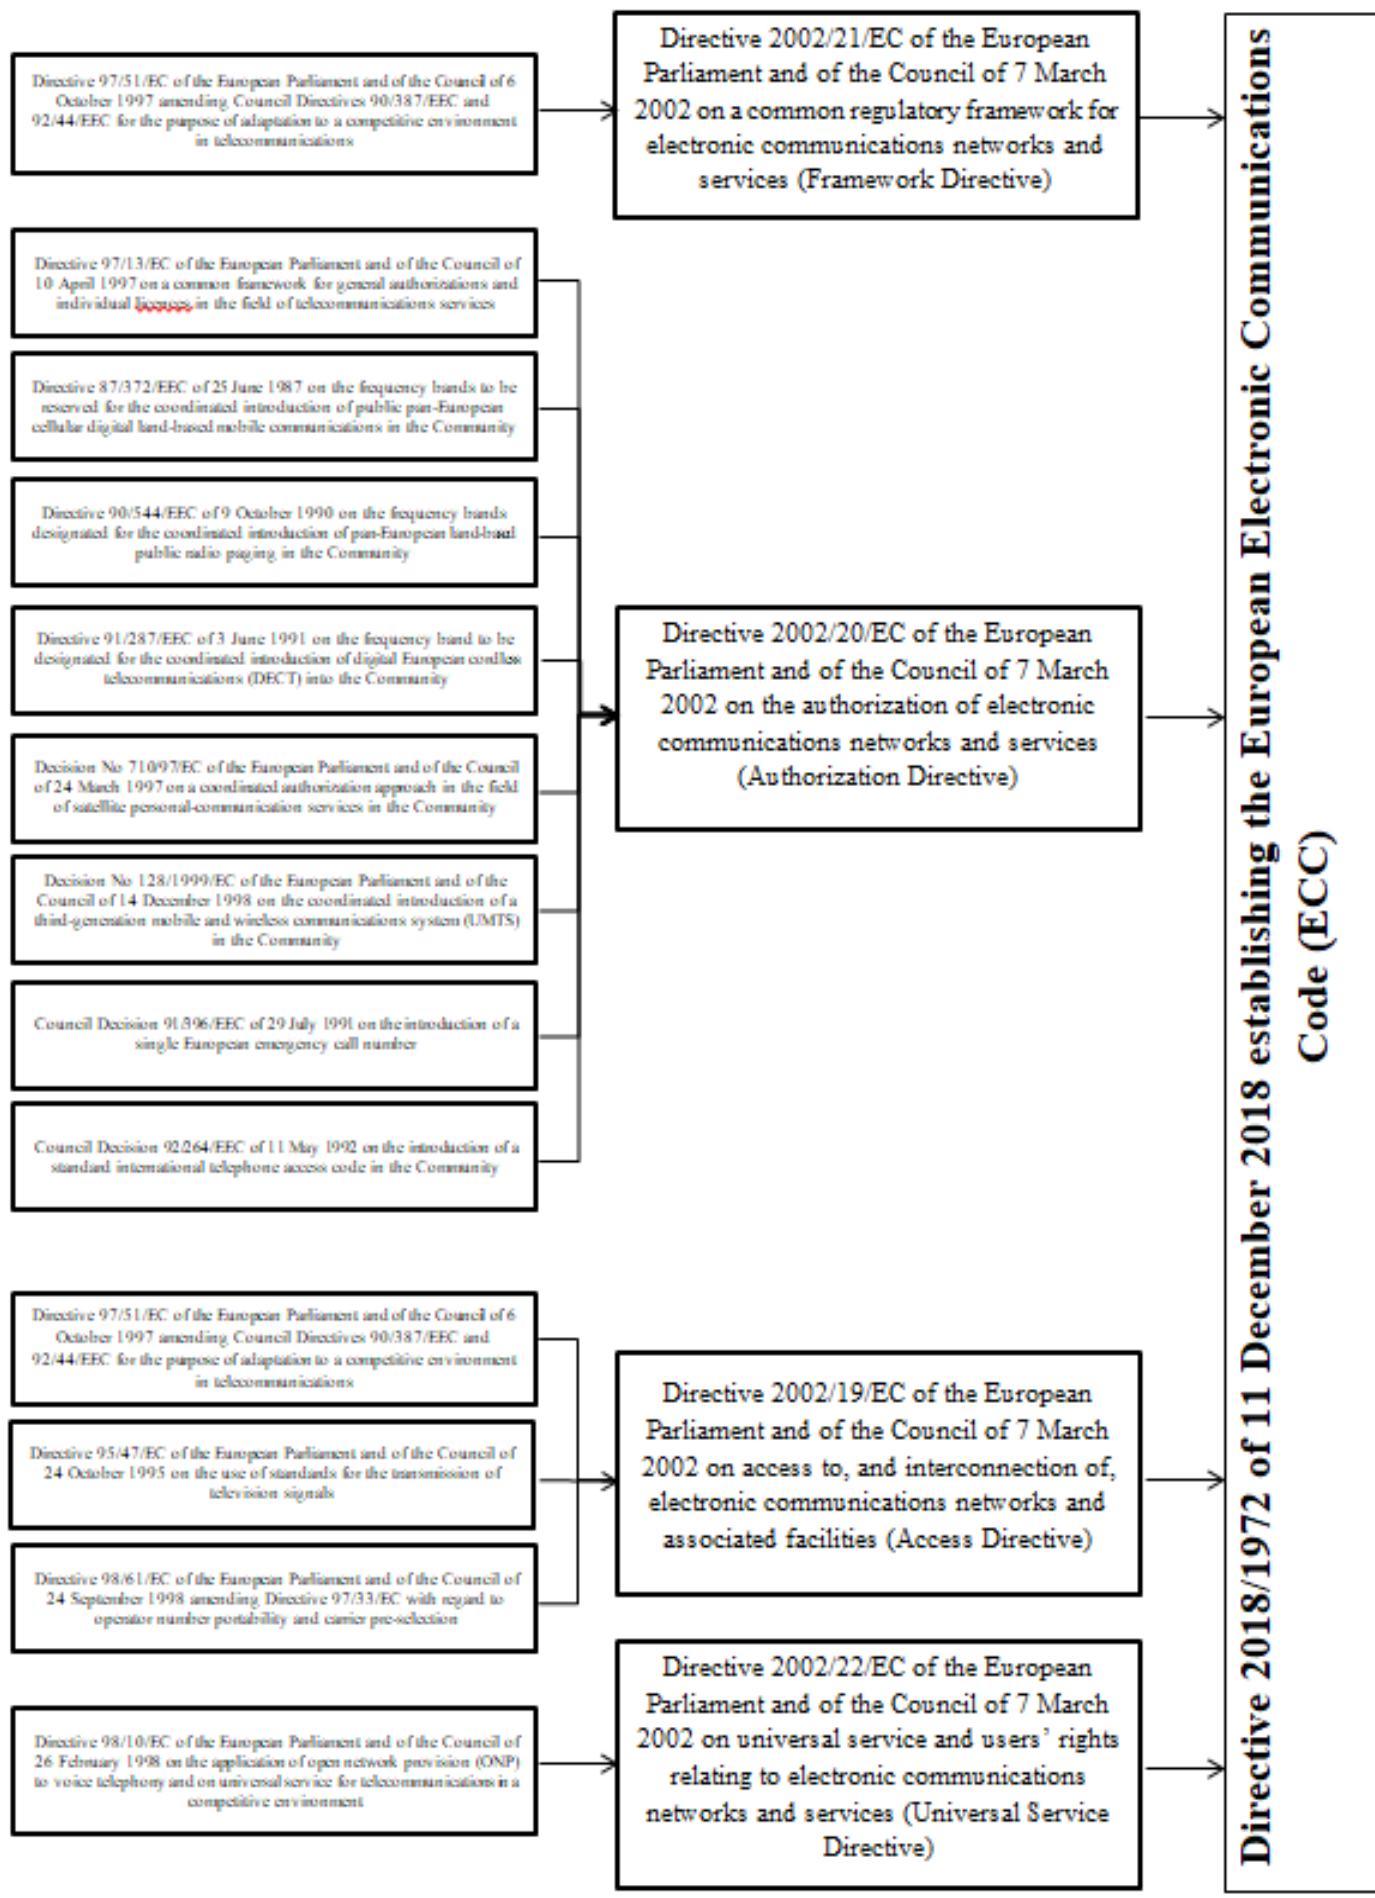 Directive 97/51/EC of the European Parliament and of the Council of 6
October 1997 amending Council Directives 90/387/EEC and
92/44/EEC for the purpose of adaptation to a competitive environment
in telecommunications
Directive 2002/21/EC of the European
Parliament and of the Council of 7 March
2002 on a common regulatory framework for
electronic communications networks and
services (Framework Directive)
Directive 97/13/EC of the European Parliament and of the Council of
10 April 1997 on a common framework for general authorizations and
individual licences in the field of telecommunications services
Directive 87/372/EEC of 25 June 1987 on the frequency bands to be
reserved for the coordinated introduction of public pan-European
cellular digital land-based mobile communications in the Community
Directive 90/544/EEC of 9 October 1990 on the frequency bands
designated for the coordinated introduction of pan-European land-based
public radio paging in the Community
Directive 91/287/EEC of 3 June 1991 on the frequency band to be
designated for the coordinated introduction of digital European cordless
telecommunications (DECT) into the Community
Decision No 710/97/EC of the European Parliament and of the Council
of 24 March 1997 on a coordinated authorization approach in the field
of satellite personal-communication services in the Community
Decision No 128/1999/EC of the European Parliament and of the
Council of 14 December 1998 on the coordinated introduction of a
third-generation mobile and wireless communications system (UMTS)
in the Community
Council Decision 91/396/EEC of 29 July 1991 on the introduction of a
single European emergency call number
Council Decision 92/264/EEC of 11 May 1992 on the introduction of a
standard international telephone access code in the Community
Directive 2002/20/EC of the European
Parliament and of the Council of 7 March
2002 on the authorization of electronic
communications networks and services
(Authorization Directive)
Directive 97/51/EC of the European Parliament and of the Council of 6
October 1997 amending Council Directives 90/387/EEC and
92/44/EEC for the purpose of adaptation to a competitive environment
in telecommunications
Directive 95/47/EC of the European Parliament and of the Council of
24 October 1995 on the use of standards for the transmission of
television signals
Directive 98/61/EC of the European Parliament and of the Council of
24 September 1998 amending Directive 97/33/EC with regard to
operator number portability and carrier pre-selection
Directive 2002/19/EC of the European
Parliament and of the Council of 7 March
2002 on access to, and interconnection of,
electronic communications networks and
associated facilities (Access Directive)
Directive 98/10/EC of the European Parliament and of the Council of
26 February 1998 on the application of open network provision (ONP)
to voice telephony and on universal service for telecommunications in a
competitive environment
Directive 2002/22/EC of the European
Parliament and of the Council of 7 March
2002 on universal service and users’ rights
relating to electronic communications
networks and services (Universal Service
Directive)
Directive 2018/1972 of 11 December 2018 establishing the European Electronic Communications
Code (ECC)